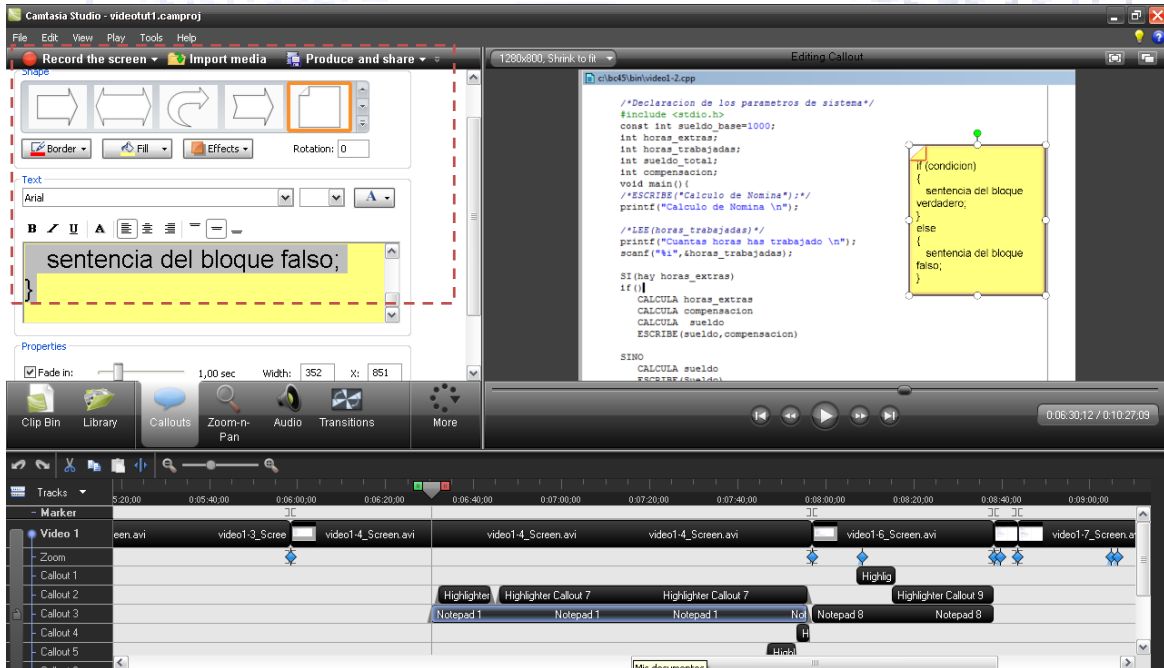 Camtasia Studio - videotut1.camproj
File Edit View Play Tools Help
Record the screen Import media Produce and share
Shape
Border Fill Effects Rotation: 0
Text
Arial
A
B I U A
sentencia del bloque falso;
}
Properties
Fade in: 1,00 sec Width: 352 X: 851
Clip Bin Library Callouts Zoom-n-Pan Audio Transitions More
1280x800, Shrink to fit Editing Callout
c:\bc45\bin\video1-2.cpp
/*Declaracion de los parametros de sistema*/
#include <stdio.h>
const int sueldo_base=1000;
int horas_extras;
int horas_trabajadas;
int sueldo_total;
int compensacion;
void main(){
/*ESCRIBE("Calculo de Nomina");*/
printf("Calculo de Nomina \n");
/*LEE(horas_trabajadas)*/
printf("Cuantas horas has trabajado \n");
scanf("%i",&horas_trabajadas);
SI(hay horas_extras)
if()
CALCULA horas_extras
CALCULA compensacion
CALCULA sueldo
ESCRIBE(sueldo,compensacion)
SINO
CALCULA sueldo
ESCRIBE(Sueldo)
if (condicion)
{
sentencia del bloque
verdadero;
}
else
{
sentencia del bloque
falso;
}
0:06:30;12 / 0:10:27;09
Tracks
5:20;00 0:05:40;00 0:06:00;00 0:06:20;00 0:06:40;00 0:07:00;00 0:07:20;00 0:07:40;00 0:08:00;00 0:08:20;00 0:08:40;00 0:09:00;00
Marker
Video 1 een.avi video1-3_Scree video1-4_Screen.avi video1-4_Screen.avi video1-4_Screen.avi video1-6_Screen.avi video1-7_Screen.a
Zoom
Callout 1 Highlig
Callout 2 Highlighter Highlighter Callout 7 Highlighter Callout 7 Highlighter Callout 9
Callout 3 Notepad 1 Notepad 1 Notepad 1 Not Notepad 8 Notepad 8
Callout 4 H
Callout 5 Highl
Mis documentos